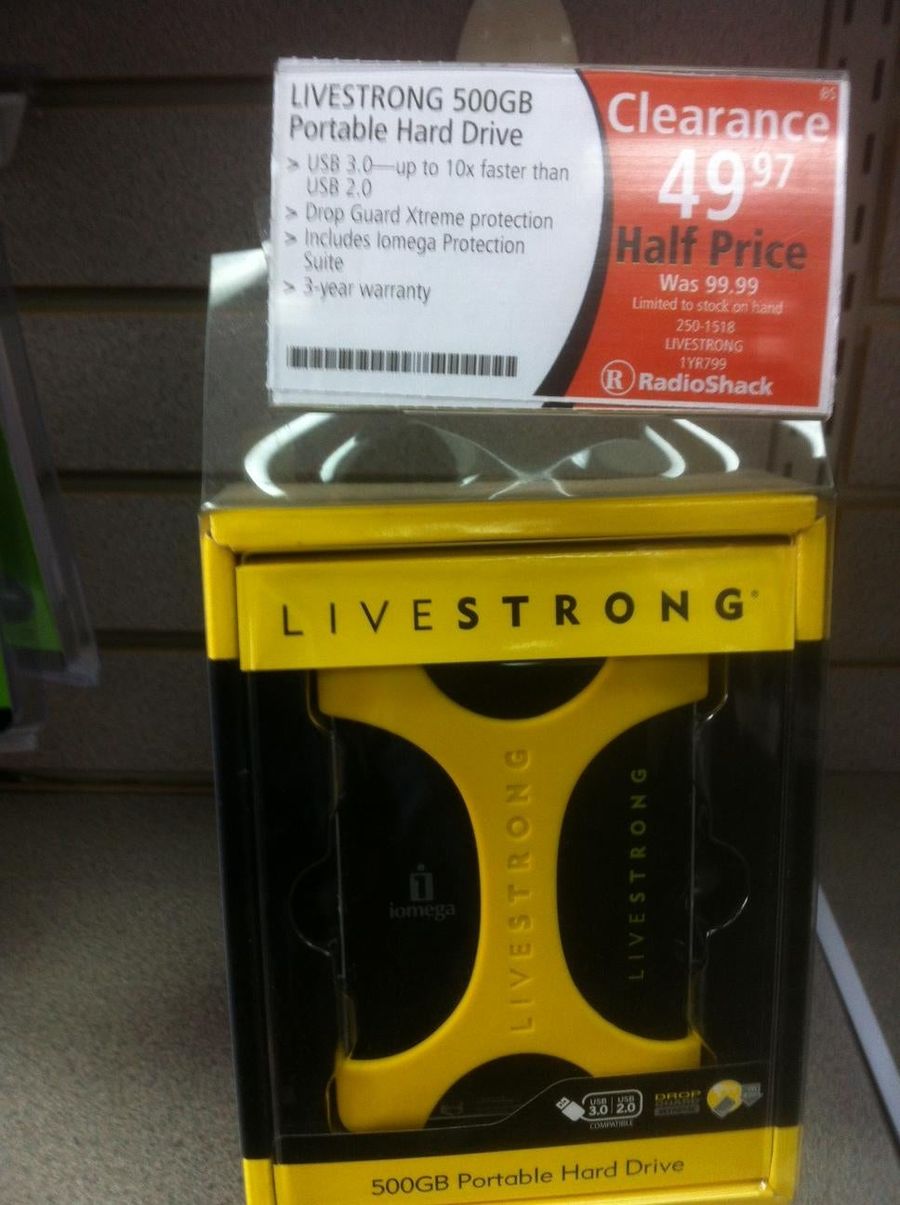 LIVESTRONG 500GB
Portable Hard Drive
> USB 3.0—up to 10x faster than
USB 2.0
> Drop Guard Xtreme protection
> Includes Iomega Protection
Suite
> 3-year warranty
85
Clearance
49 97
Half Price
Was 99.99
Limited to stock on hand
250-1518
LIVESTRONG
1YR799
R RadioShack
LIVESTRONG®
LIVESTRONG
LIVESTRONG
iomega
USB 3.0 | USB 2.0
COMPATIBLE
DROP
500GB Portable Hard Drive